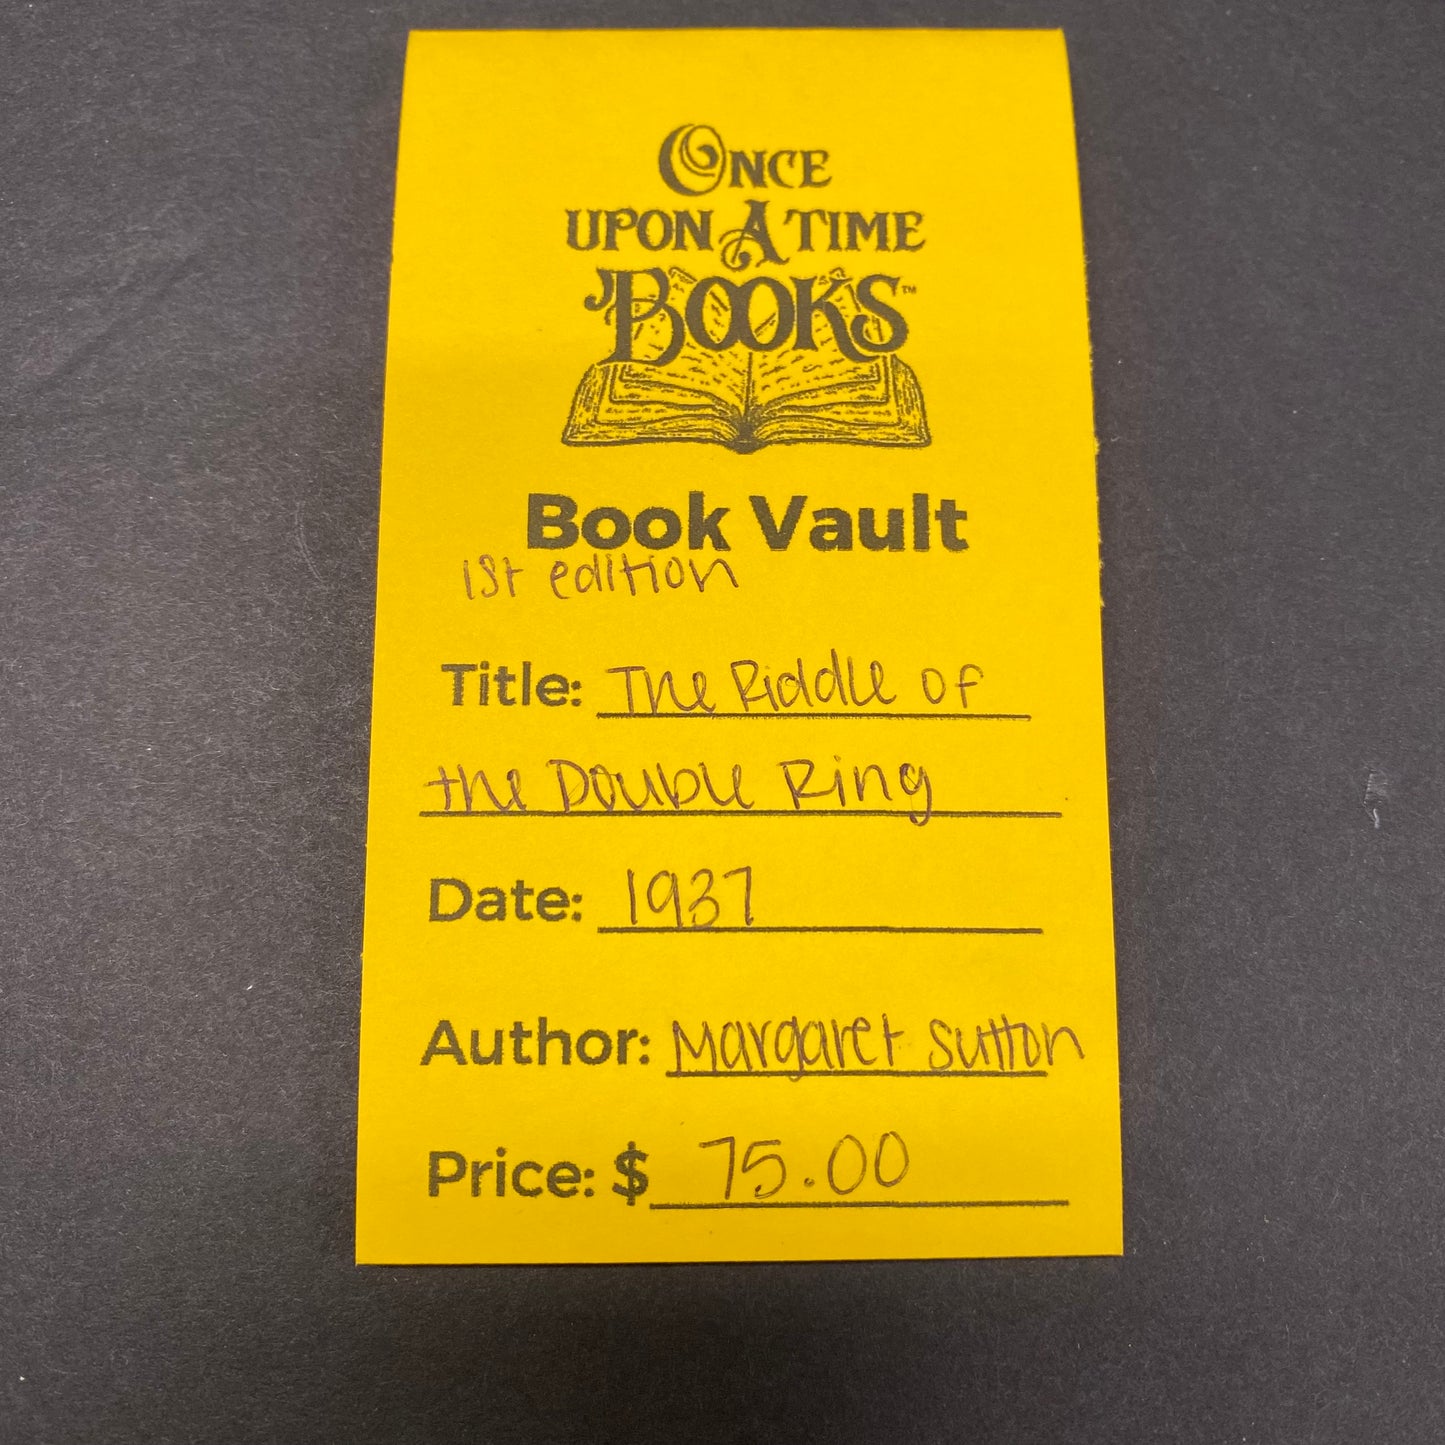 ONCE
UPON A TIME
BOOKS™
Book Vault
1st edition
Title: The Riddle of
the Double Ring
Date: 1937
Author: Margaret Sutton
Price: $ 75.00